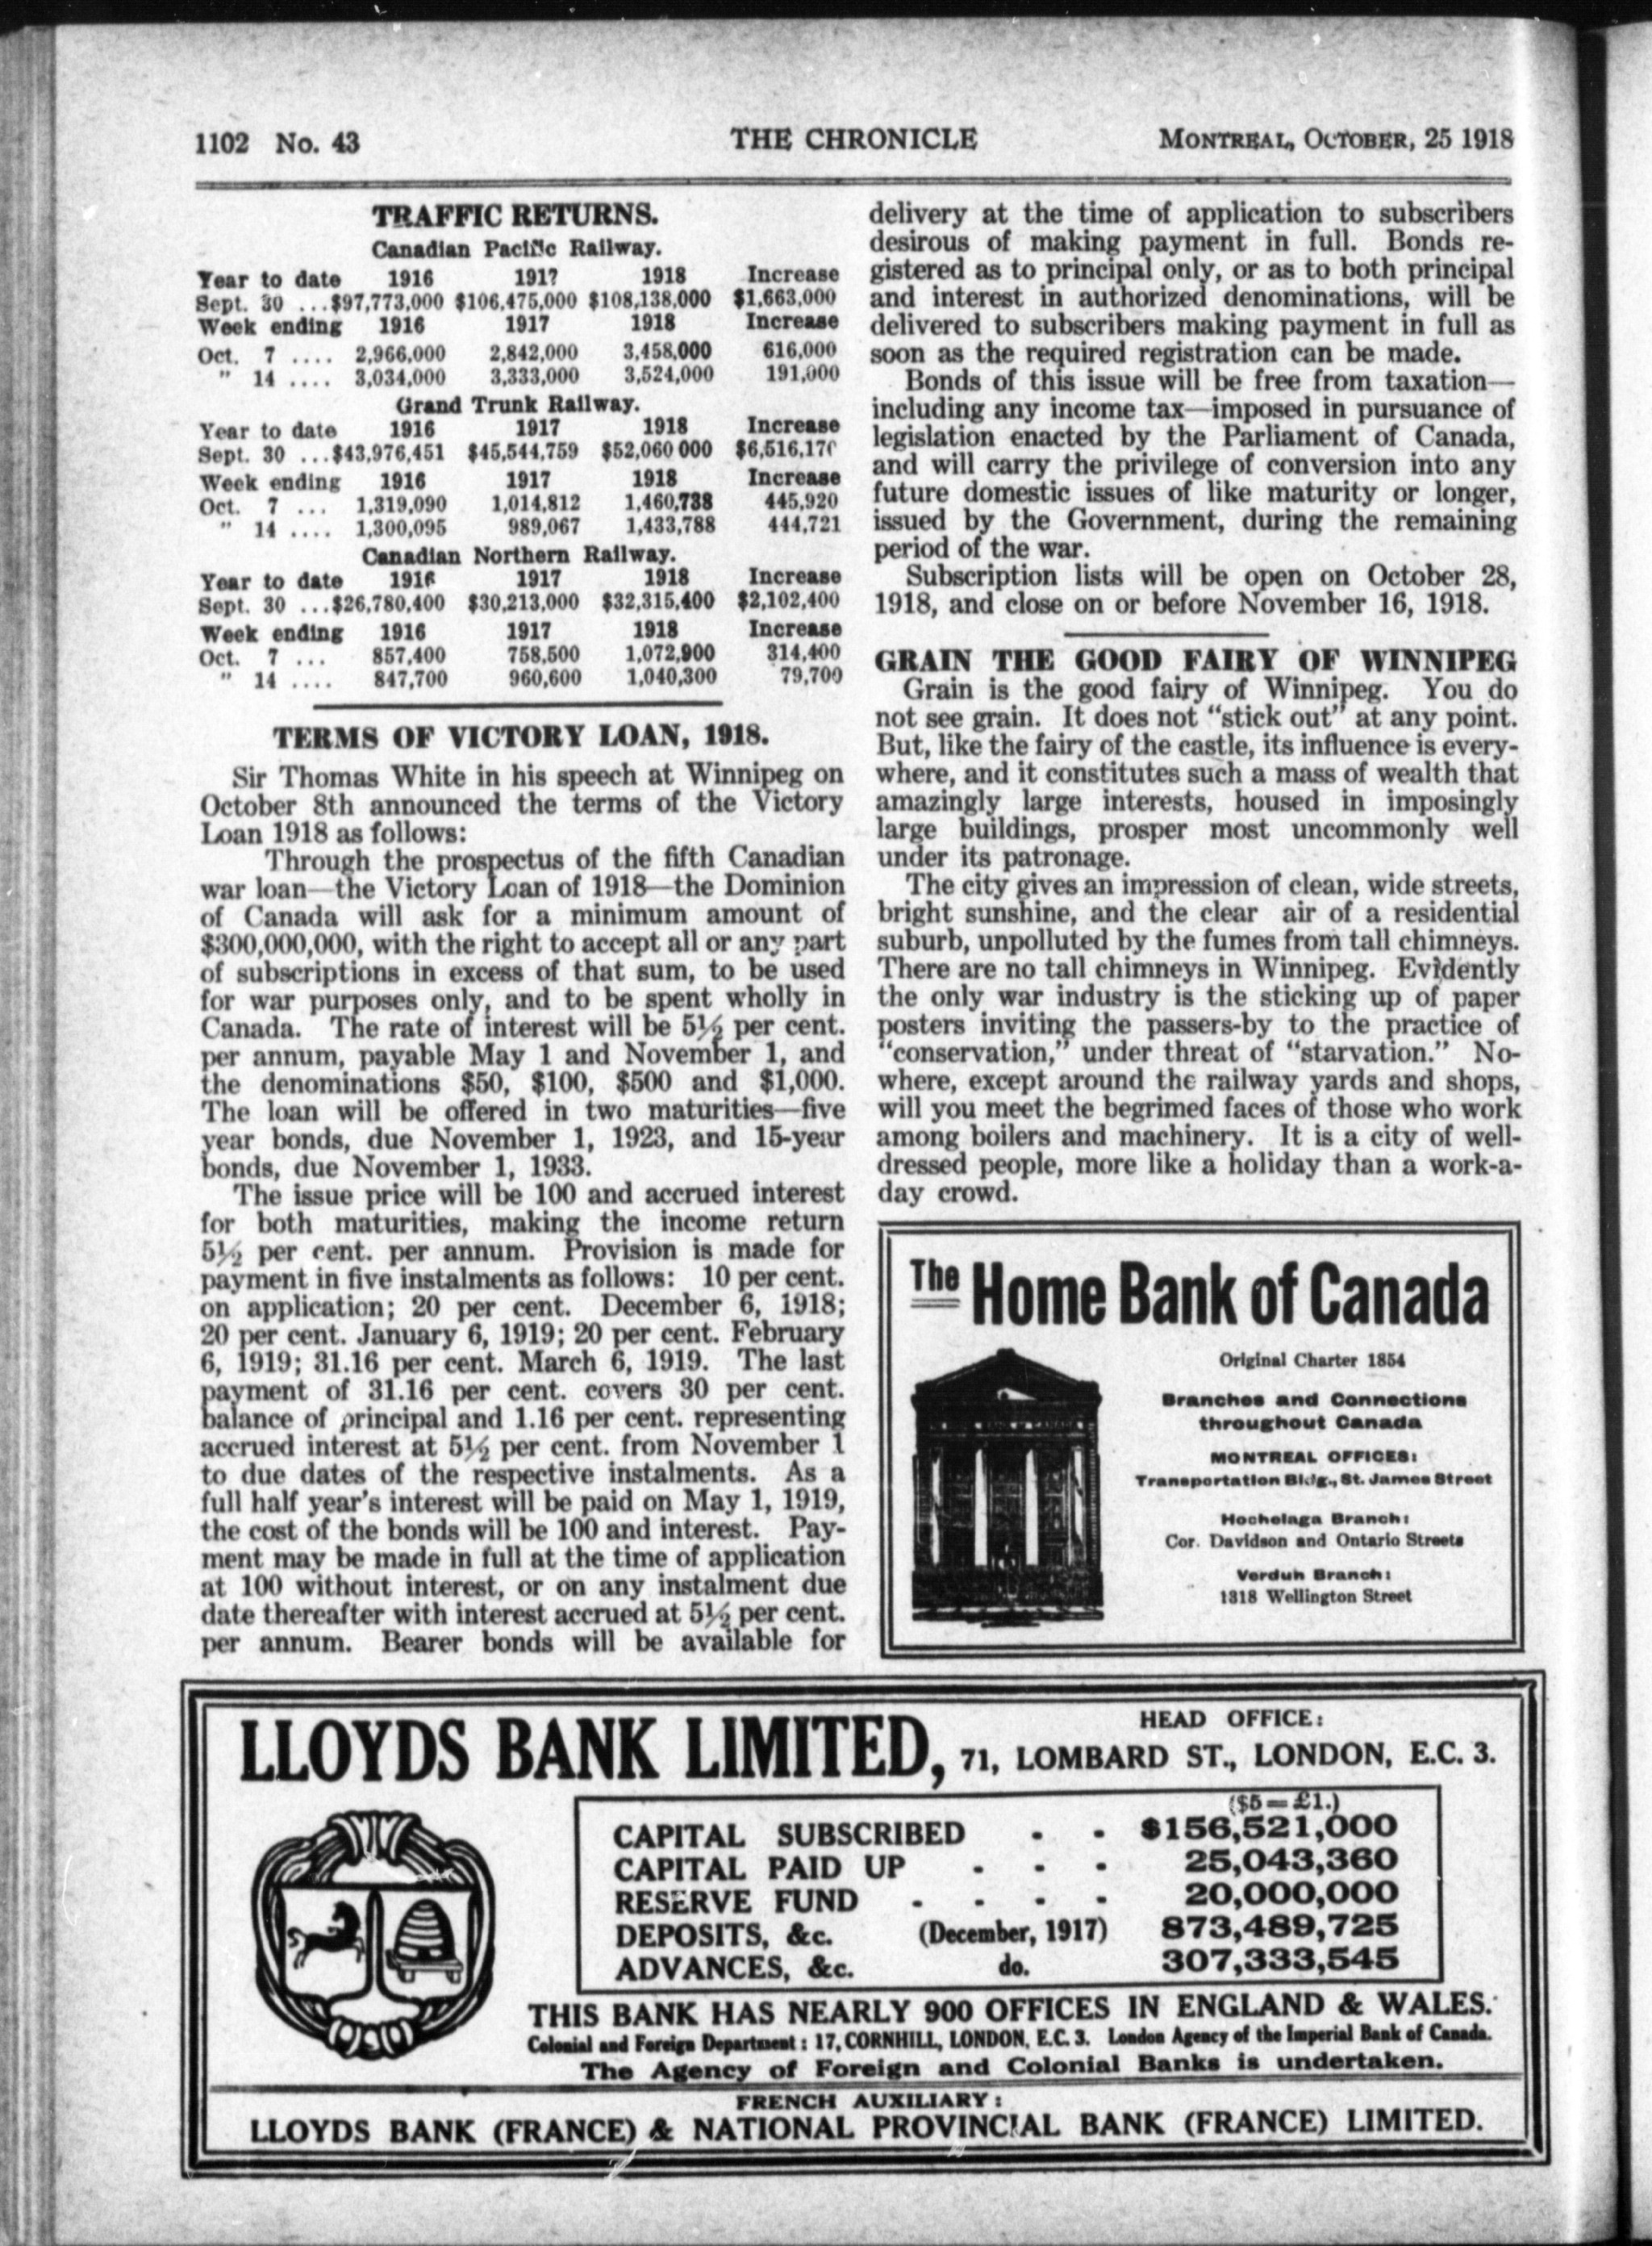 1102 No. 43 THE CHRONICLE MONTREAL, OCTOBER, 25 1918
TRAFFIC RETURNS.
Canadian Pacific Railway.
Year to date 1916 1917 1918 Increase
Sept. 30 ...$97,773,000 $106,475,000 $108,138,000 $1,663,000
Week ending 1916 1917 1918 Increase
Oct. 7 .... 2,966,000 2,842,000 3,458,000 616,000
" 14 .... 3,034,000 3,333,000 3,524,000 191,000
Grand Trunk Railway.
Year to date 1916 1917 1918 Increase
Sept. 30 ...$43,976,451 $45,544,759 $52,060 000 $6,516,170
Week ending 1916 1917 1918 Increase
Oct. 7 ... 1,319,090 1,014,812 1,460,738 445,920
" 14 .... 1,300,095 989,067 1,433,788 444,721
Canadian Northern Railway.
Year to date 1916 1917 1918 Increase
Sept. 30 ...$26,780,400 $30,213,000 $32,315,400 $2,102,400
Week ending 1916 1917 1918 Increase
Oct. 7 ... 857,400 758,500 1,072,900 314,400
" 14 .... 847,700 960,600 1,040,300 79,700
TERMS OF VICTORY LOAN, 1918.
Sir Thomas White in his speech at Winnipeg on
October 8th announced the terms of the Victory
Loan 1918 as follows:
Through the prospectus of the fifth Canadian
war loan—the Victory Loan of 1918—the Dominion
of Canada will ask for a minimum amount of
$300,000,000, with the right to accept all or any part
of subscriptions in excess of that sum, to be used
for war purposes only, and to be spent wholly in
Canada. The rate of interest will be 5½ per cent.
per annum, payable May 1 and November 1, and
the denominations $50, $100, $500 and $1,000.
The loan will be offered in two maturities—five
year bonds, due November 1, 1923, and 15-year
bonds, due November 1, 1933.
The issue price will be 100 and accrued interest
for both maturities, making the income return
5½ per cent. per annum. Provision is made for
payment in five instalments as follows: 10 per cent.
on application; 20 per cent. December 6, 1918;
20 per cent. January 6, 1919; 20 per cent. February
6, 1919; 31.16 per cent. March 6, 1919. The last
payment of 31.16 per cent. covers 30 per cent.
balance of principal and 1.16 per cent. representing
accrued interest at 5½ per cent. from November 1
to due dates of the respective instalments. As a
full half year's interest will be paid on May 1, 1919,
the cost of the bonds will be 100 and interest. Pay-
ment may be made in full at the time of application
at 100 without interest, or on any instalment due
date thereafter with interest accrued at 5½ per cent.
per annum. Bearer bonds will be available for
delivery at the time of application to subscribers
desirous of making payment in full. Bonds re-
gistered as to principal only, or as to both principal
and interest in authorized denominations, will be
delivered to subscribers making payment in full as
soon as the required registration can be made.
Bonds of this issue will be free from taxation—
including any income tax—imposed in pursuance of
legislation enacted by the Parliament of Canada,
and will carry the privilege of conversion into any
future domestic issues of like maturity or longer,
issued by the Government, during the remaining
period of the war.
Subscription lists will be open on October 28,
1918, and close on or before November 16, 1918.
GRAIN THE GOOD FAIRY OF WINNIPEG
Grain is the good fairy of Winnipeg. You do
not see grain. It does not "stick out" at any point.
But, like the fairy of the castle, its influence is every-
where, and it constitutes such a mass of wealth that
amazingly large interests, housed in imposingly
large buildings, prosper most uncommonly well
under its patronage.
The city gives an impression of clean, wide streets,
bright sunshine, and the clear air of a residential
suburb, unpolluted by the fumes from tall chimneys.
There are no tall chimneys in Winnipeg. Evidently
the only war industry is the sticking up of paper
posters inviting the passers-by to the practice of
"conservation," under threat of "starvation." No-
where, except around the railway yards and shops,
will you meet the begrimed faces of those who work
among boilers and machinery. It is a city of well-
dressed people, more like a holiday than a work-a-
day crowd.
The Home Bank of Canada
Original Charter 1854
Branches and Connections
throughout Canada
MONTREAL OFFICES:
Transportation Bldg., St. James Street
Hochelaga Branch:
Cor. Davidson and Ontario Streets
Verdun Branch:
1318 Wellington Street
LLOYDS BANK LIMITED,
HEAD OFFICE:
71, LOMBARD ST., LONDON, E.C. 3.
($5=£1.)
CAPITAL SUBSCRIBED - - $156,521,000
CAPITAL PAID UP - - - 25,043,360
RESERVE FUND - - - - 20,000,000
DEPOSITS, &c. (December, 1917) 873,489,725
ADVANCES, &c. do. 307,333,545
THIS BANK HAS NEARLY 900 OFFICES IN ENGLAND & WALES.
Colonial and Foreign Department: 17, CORNHILL, LONDON, E.C. 3. London Agency of the Imperial Bank of Canada.
The Agency of Foreign and Colonial Banks is undertaken.
FRENCH AUXILIARY:
LLOYDS BANK (FRANCE) & NATIONAL PROVINCIAL BANK (FRANCE) LIMITED.